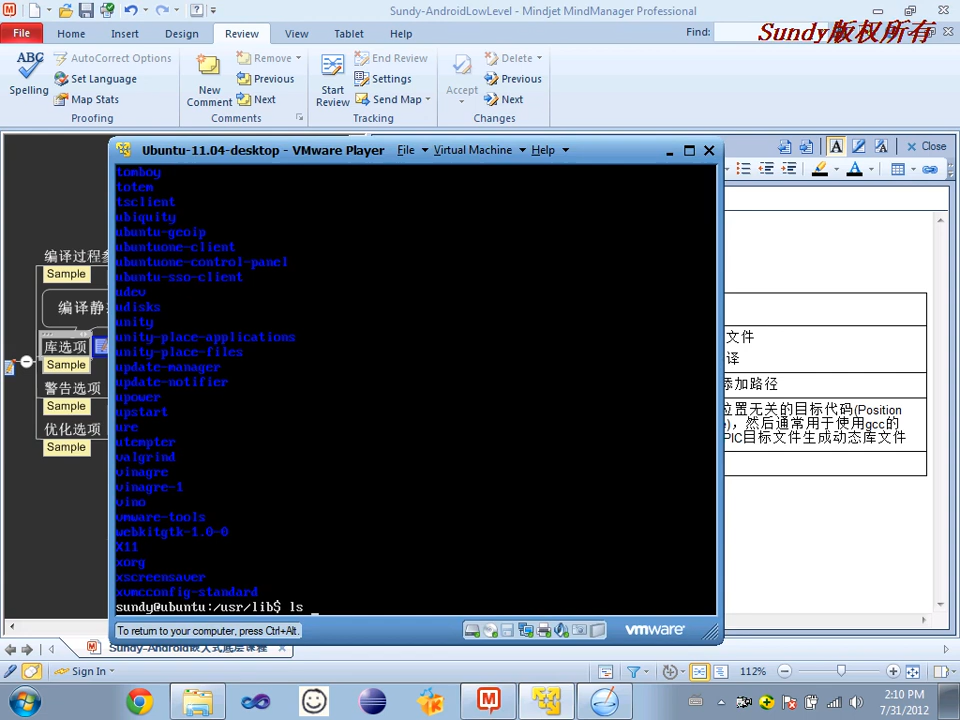 Sundy-AndroidLowLevel - Mindjet MindManager Professional
Sundy版权所有
File Home Insert Design Review View Tablet Help Find:
ABC
Spelling
AutoCorrect Options
Set Language
Map Stats
Proofing
New Comment
Remove
Previous
Next
Comments
Start Review
End Review
Settings
Send Map
Tracking
Accept
Delete
Previous
Next
Changes
Ubuntu-11.04-desktop - VMware Player File Virtual Machine Help
A A A Close
tomboy
totem
tsclient
ubiquity
ubuntu-geoip
ubuntuone-client
ubuntuone-control-panel
ubuntu-sso-client
udev
udisks
unity
unity-place-applications
unity-place-files
update-manager
update-notifier
upower
upstart
ure
utempter
valgrind
vinagre
vinagre-1
vino
vmware-tools
webkitgtk-1.0-0
X11
xorg
xscreensaver
xvmcconfig-standard
sundy@ubuntu:/usr/lib$ ls _
To return to your computer, press Ctrl+Alt.
vmware
编译过程
Sample
编译静
库选项
Sample
警告选项
Sample
优化选项
Sample
文件
译
添加路径
位置无关的目标代码(Position
, 然后通常用于使用gcc的
PIC目标文件生成动态库文件
Sundy-Android嵌入式底层课程
Sign In
112%
2:10 PM
7/31/2012